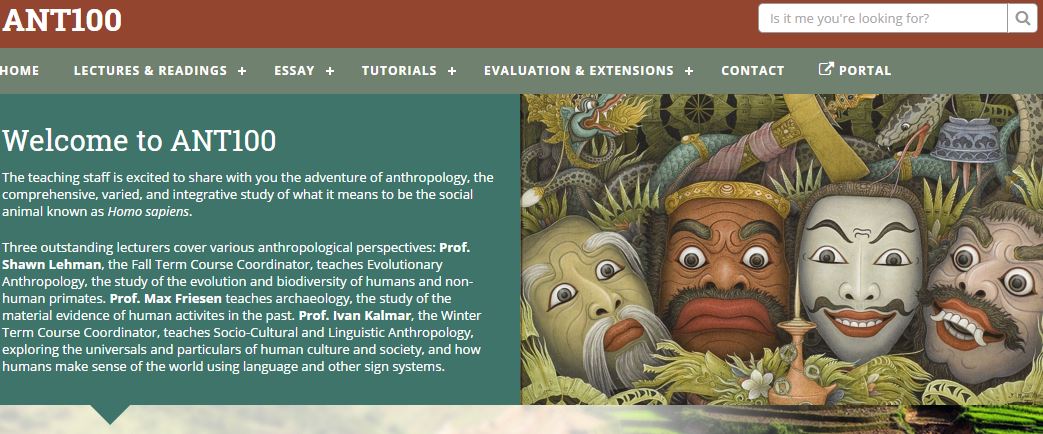 ANT100
Is it me you're looking for?
HOME
LECTURES & READINGS +
ESSAY +
TUTORIALS +
EVALUATION & EXTENSIONS +
CONTACT
PORTAL
Welcome to ANT100
The teaching staff is excited to share with you the adventure of anthropology, the
comprehensive, varied, and integrative study of what it means to be the social
animal known as Homo sapiens.
Three outstanding lecturers cover various anthropological perspectives: Prof.
Shawn Lehman, the Fall Term Course Coordinator, teaches Evolutionary
Anthropology, the study of the evolution and biodiversity of humans and non-
human primates. Prof. Max Friesen teaches archaeology, the study of the
material evidence of human activites in the past. Prof. Ivan Kalmar, the Winter
Term Course Coordinator, teaches Socio-Cultural and Linguistic Anthropology,
exploring the universals and particulars of human culture and society, and how
humans make sense of the world using language and other sign systems.